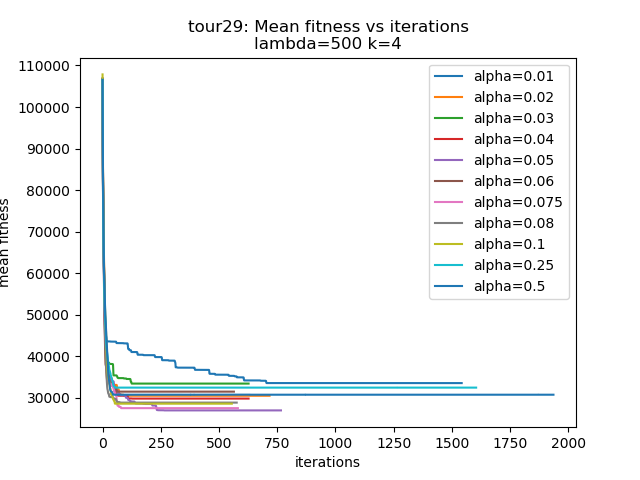 tour29: Mean fitness vs iterations
lambda=500 k=4
mean fitness
110000
100000
90000
80000
70000
60000
50000
40000
30000
0
250
500
750
1000
1250
1500
1750
2000
iterations
alpha=0.01
alpha=0.02
alpha=0.03
alpha=0.04
alpha=0.05
alpha=0.06
alpha=0.075
alpha=0.08
alpha=0.1
alpha=0.25
alpha=0.5